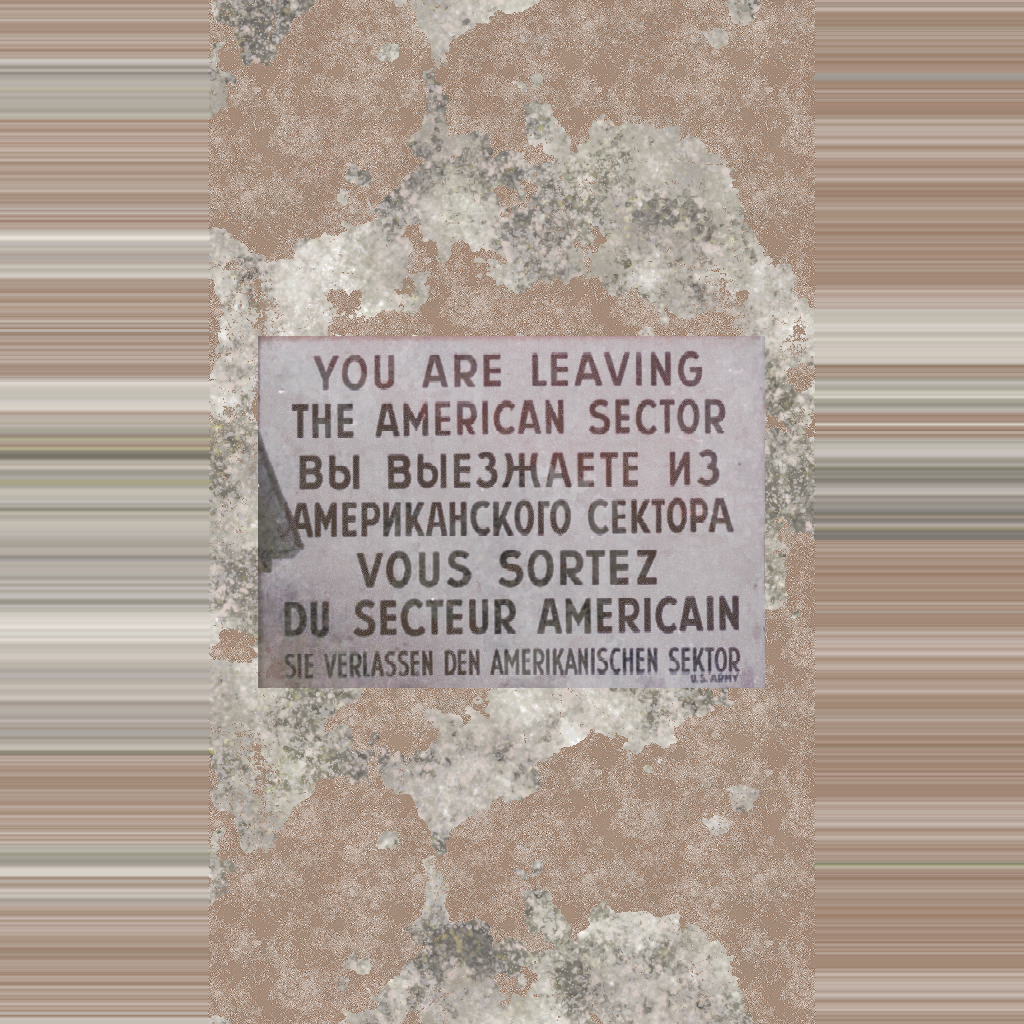 YOU ARE LEAVING
THE AMERICAN SECTOR
ВЫ ВЫЕЗЖАЕТЕ ИЗ
АМЕРИКАНСКОГО СЕКТОРА
VOUS SORTEZ
DU SECTEUR AMERICAIN
SIE VERLASSEN DEN AMERIKANISCHEN SEKTOR
U.S. ARMY